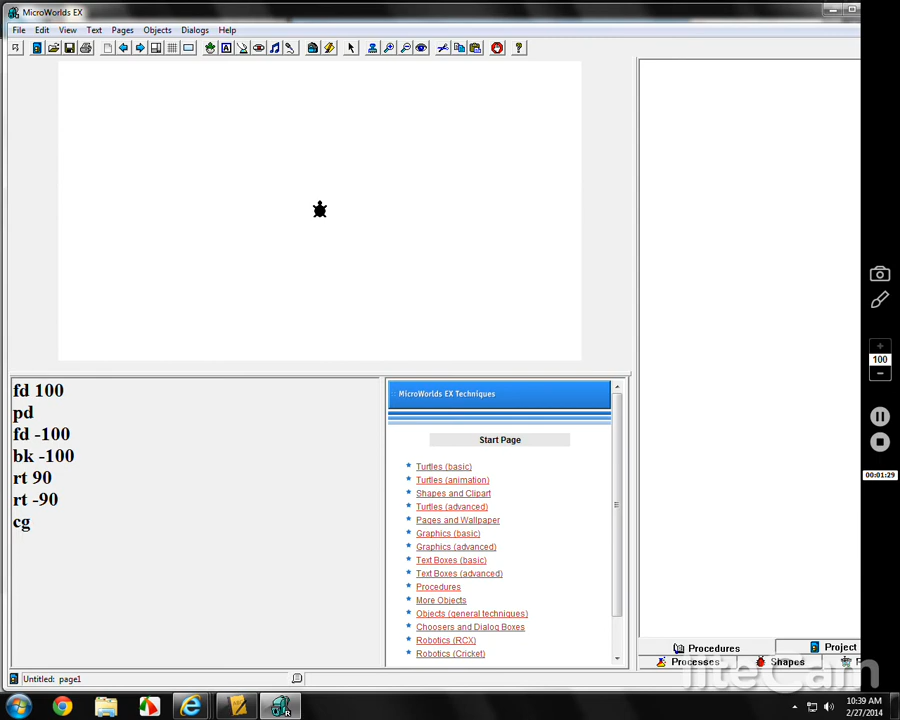 MicroWorlds EX
File Edit View Text Pages Objects Dialogs Help
fd 100
pd
fd -100
bk -100
rt 90
rt -90
cg
MicroWorlds EX Techniques
Start Page
Turtles (basic)
Turtles (animation)
Shapes and Clipart
Turtles (advanced)
Pages and Wallpaper
Graphics (basic)
Graphics (advanced)
Text Boxes (basic)
Text Boxes (advanced)
Procedures
More Objects
Objects (general techniques)
Choosers and Dialog Boxes
Robotics (RCX)
Robotics (Cricket)
100
00:01:29
Procedures Project
Processes Shapes
liteCam
Untitled: page1
10:39 AM
2/27/2014